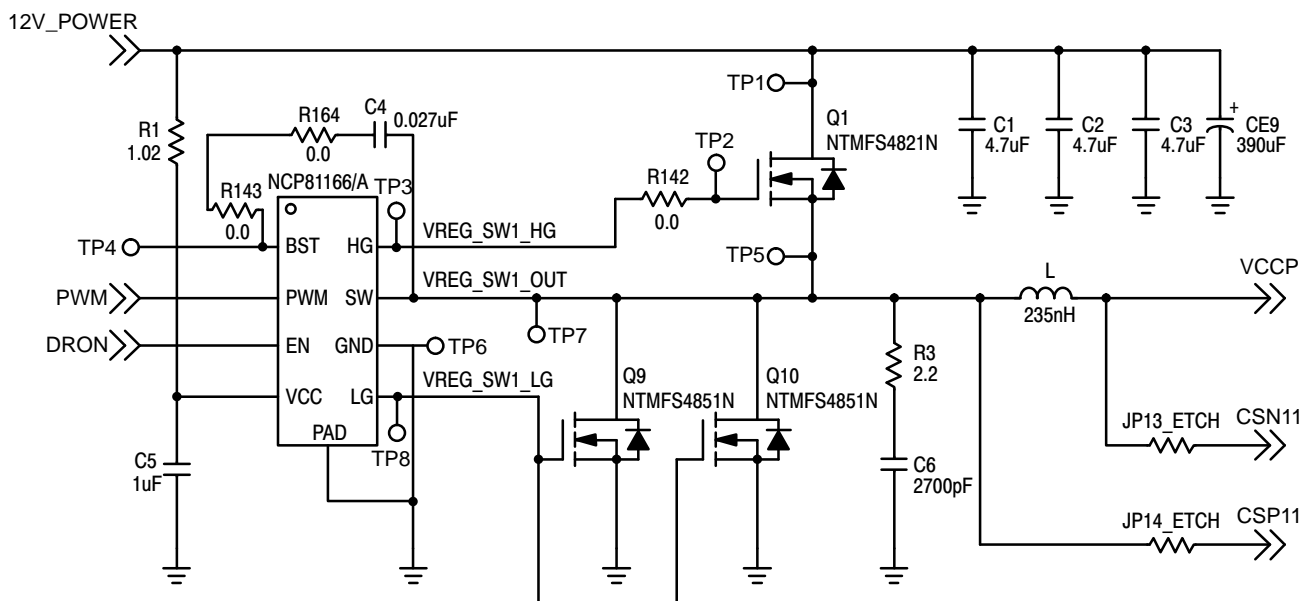 12V_POWER
TP1
R164
C4
0.027uF
0.0
R1
1.02
Q1
NTMFS4821N
C1
4.7uF
C2
4.7uF
C3
4.7uF
+
CE9
390uF
TP2
R143
0.0
NCP81166/A
TP3
R142
0.0
TP4
BST
HG
VREG_SW1_HG
TP5
PWM
PWM
SW
VREG_SW1_OUT
L
235nH
VCCP
TP7
DRON
EN
GND
TP6
R3
2.2
VCC
LG
VREG_SW1_LG
Q9
NTMFS4851N
Q10
NTMFS4851N
PAD
TP8
JP13_ETCH
CSN11
C5
1uF
C6
2700pF
JP14_ETCH
CSP11